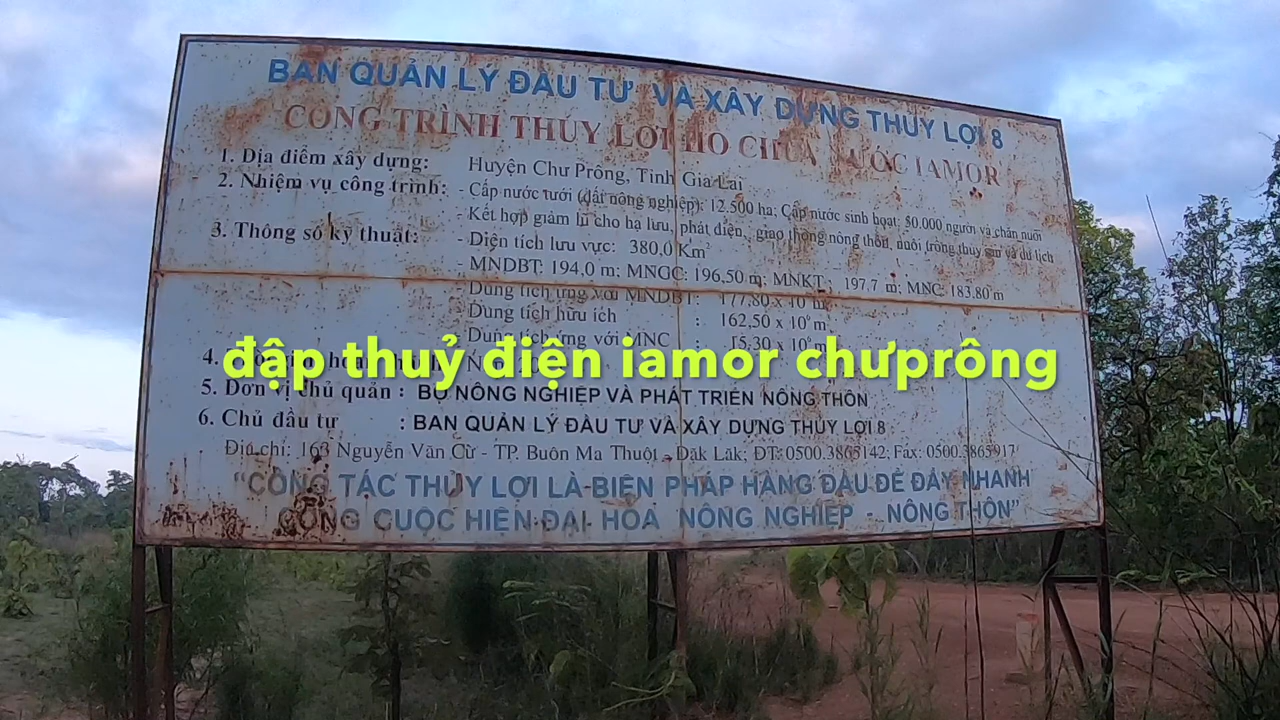 BAN QUẢN LÝ ĐẦU TƯ VÀ XÂY DỰNG THUỶ LỢI 8
CÔNG TRÌNH THỦY LỢI HỒ CHỨA NƯỚC IAMOR
1. Địa điểm xây dựng: Huyện Chư Prông, Tỉnh Gia Lai
2. Nhiệm vụ công trình: - Cấp nước tưới (đất nông nghiệp): 12.500 ha; Cấp nước sinh hoạt: 50.000 người và chăn nuôi
- Kết hợp giảm lũ cho hạ lưu, phát điện, giao thông nông thôn, nuôi trồng thuỷ sản và du lịch
3. Thông số kỹ thuật: - Diện tích lưu vực: 380,0 Km²
- MNDBT: 194,0 m; MNGC: 196,50 m; MNKT: 197,7 m; MNC: 183.80 m
Dung tích ứng với MNDBT: 177,80 x 10⁶ m³
Dung tích hữu ích : 162,50 x 10⁶ m³
Dung tích ứng với MNC : 15,30 x 10⁶ m³
4.
đập thuỷ điện iamor chưprông
5. Đơn vị chủ quản : BỘ NÔNG NGHIỆP VÀ PHÁT TRIỂN NÔNG THÔN
6. Chủ đầu tư : BAN QUẢN LÝ ĐẦU TƯ VÀ XÂY DỰNG THỦY LỢI 8
Địa chỉ: 163 Nguyễn Văn Cừ - TP. Buôn Ma Thuột - Dăk Lăk; ĐT: 0500.3865142; Fax: 0500.3865917
"CÔNG TÁC THỦY LỢI LÀ BIỆN PHÁP HÀNG ĐẦU ĐỂ ĐẨY NHANH
CÔNG CUỘC HIỆN ĐẠI HÓA NÔNG NGHIỆP - NÔNG THÔN"